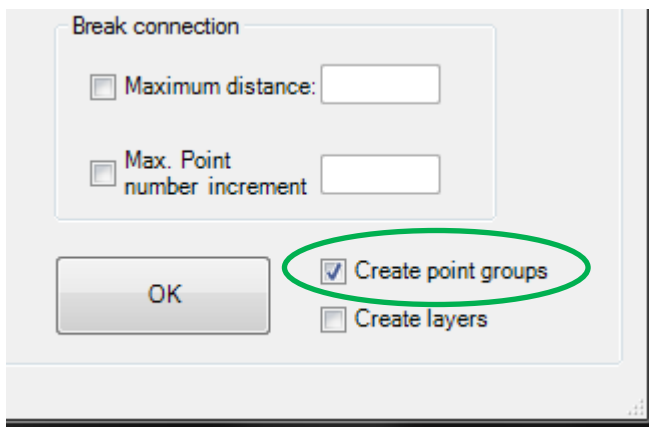 Break connection
Maximum distance:
Max. Point
number increment
Create point groups
OK
Create layers